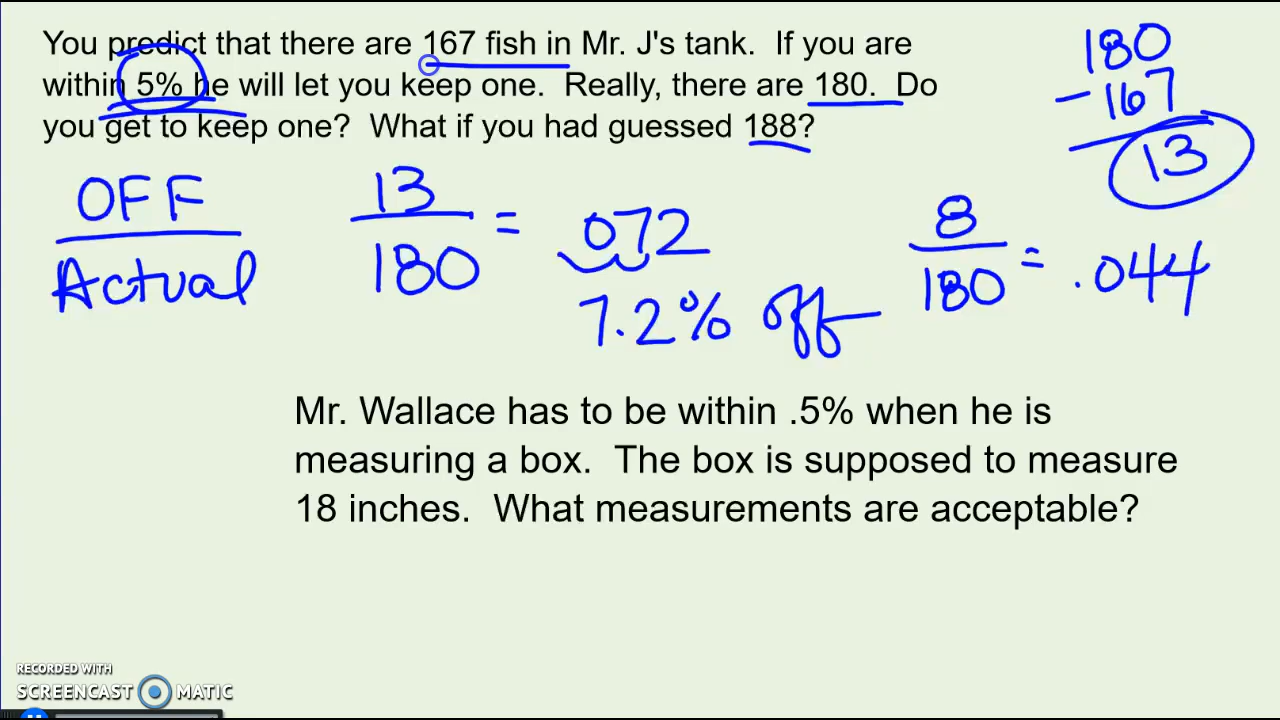 You predict that there are 167 fish in Mr. J's tank. If you are
within 5% he will let you keep one. Really, there are 180. Do
you get to keep one? What if you had guessed 188?
180
- 167
13
OFF
Actual
13
180
=
072
7.2% off
8
180
= .044
Mr. Wallace has to be within .5% when he is
measuring a box. The box is supposed to measure
18 inches. What measurements are acceptable?
RECORDED WITH
SCREENCAST MATIC